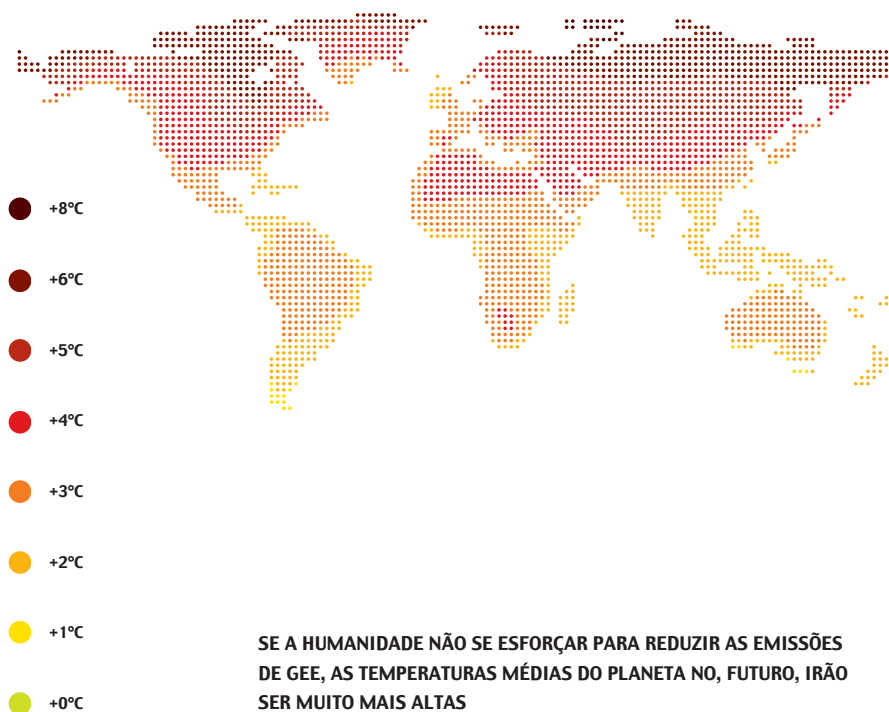 +8ºC
+6ºC
+5ºC
+4ºC
+3ºC
+2ºC
+1ºC
+0ºC
SE A HUMANIDADE NÃO SE ESFORÇAR PARA REDUZIR AS EMISSÕES
DE GEE, AS TEMPERATURAS MÉDIAS DO PLANETA NO, FUTURO, IRÃO
SER MUITO MAIS ALTAS